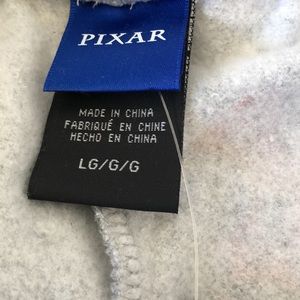 PIXAR
MADE IN CHINA
FABRIQUÉ EN CHINE
HECHO EN CHINA
LG/G/G